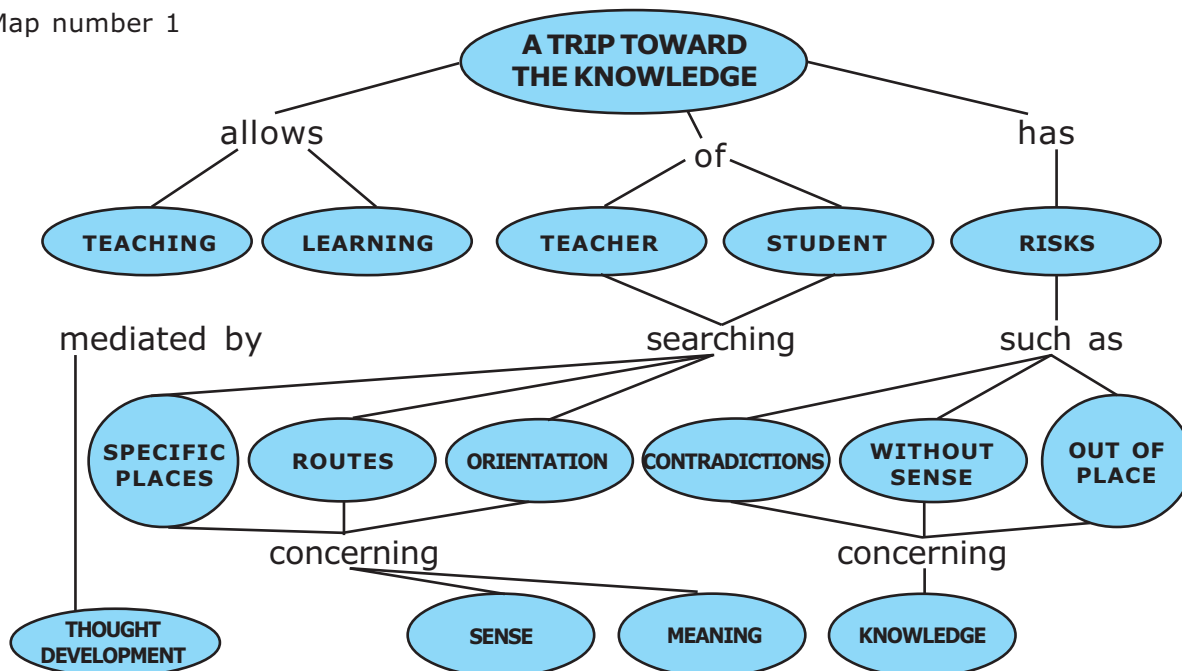 Map number 1
A TRIP TOWARD
THE KNOWLEDGE
allows
of
has
TEACHING
LEARNING
TEACHER
STUDENT
RISKS
mediated by
searching
such as
SPECIFIC
PLACES
ROUTES
ORIENTATION
CONTRADICTIONS
WITHOUT
SENSE
OUT OF
PLACE
concerning
concerning
THOUGHT
DEVELOPMENT
SENSE
MEANING
KNOWLEDGE